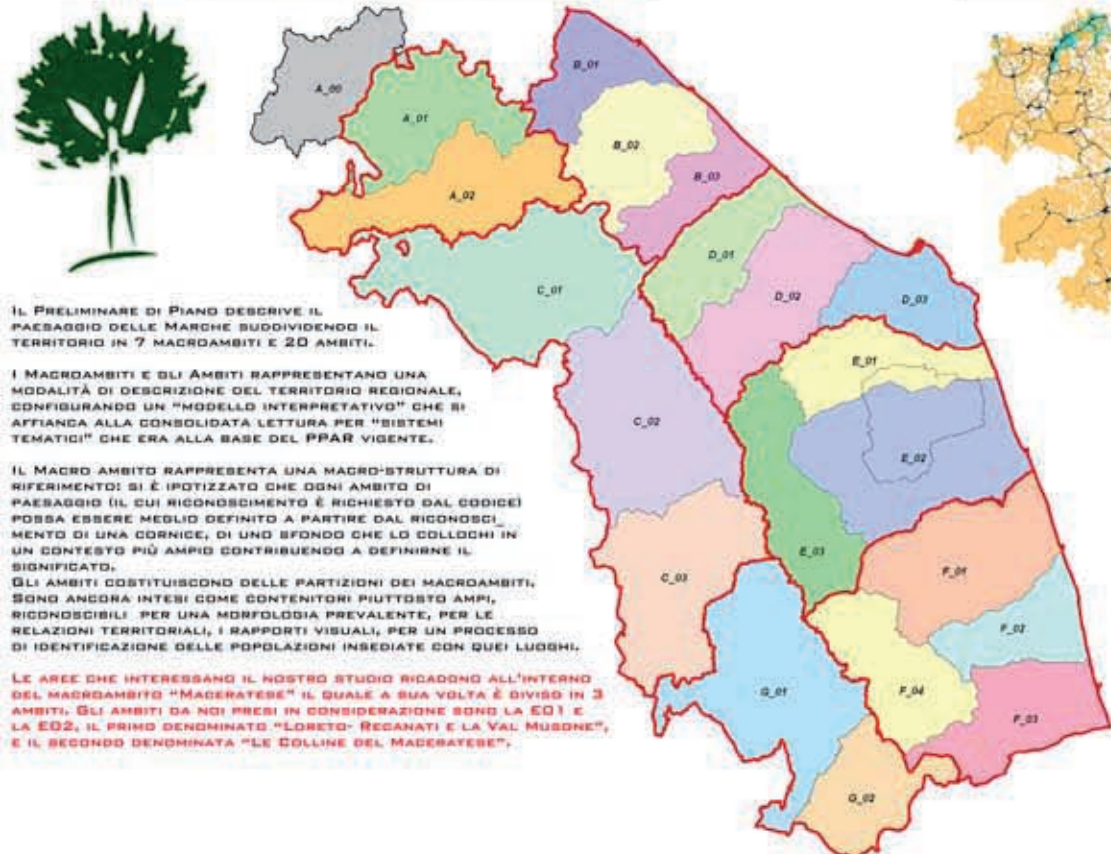 IL PRELIMINARE DI PIANO DESCRIVE IL
PAESAGGIO DELLE MARCHE SUDDIVIDENDO IL
TERRITORIO IN 7 MACROAMBITI E 20 AMBITI.
I MACROAMBITI E GLI AMBITI RAPPRESENTANO UNA
MODALITÀ DI DESCRIZIONE DEL TERRITORIO REGIONALE,
CONFIGURANDO UN "MODELLO INTERPRETATIVO" CHE SI
AFFIANCA ALLA CONSOLIDATA LETTURA PER "SISTEMI
TEMATICI" CHE ERA ALLA BASE DEL PPAR VIGENTE.
IL MACRO AMBITO RAPPRESENTA UNA MACRO-STRUTTURA DI
RIFERIMENTO: SI È IPOTIZZATO CHE OGNI AMBITO DI
PAESAGGIO (IL CUI RICONOSCIMENTO È RICHIESTO DAL CODICE)
POSSA ESSERE MEGLIO DEFINITO A PARTIRE DAL RICONOSCI_
MENTO DI UNA CORNICE, DI UNO SFONDO CHE LO COLLOCHI IN
UN CONTESTO PIÙ AMPIO CONTRIBUENDO A DEFINIRNE IL
SIGNIFICATO.
GLI AMBITI COSTITUISCONO DELLE PARTIZIONI DEI MACROAMBITI.
SONO ANCORA INTESI COME CONTENITORI PIUTTOSTO AMPI,
RICONOSCIBILI PER UNA MORFOLOGIA PREVALENTE, PER LE
RELAZIONI TERRITORIALI, I RAPPORTI VISUALI, PER UN PROCESSO
DI IDENTIFICAZIONE DELLE POPOLAZIONI INSEDIATE CON QUEI LUOGHI.
LE AREE CHE INTERESSANO IL NOSTRO STUDIO RICADONO ALL'INTERNO
DEL MACROAMBITO "MACERATESE" IL QUALE A SUA VOLTA È DIVISO IN 3
AMBITI. GLI AMBITI DA NOI PRESI IN CONSIDERAZIONE SONO LA E01 E
LA E02, IL PRIMO DENOMINATO "LORETO- RECANATI E LA VAL MUSONE",
E IL SECONDO DENOMINATA "LE COLLINE DEL MACERATESE".
A_00
A_01
A_02
B_01
B_02
B_03
C_01
D_01
D_02
D_03
E_01
C_02
E_02
E_03
C_03
F_01
F_02
G_01
F_04
F_03
G_02